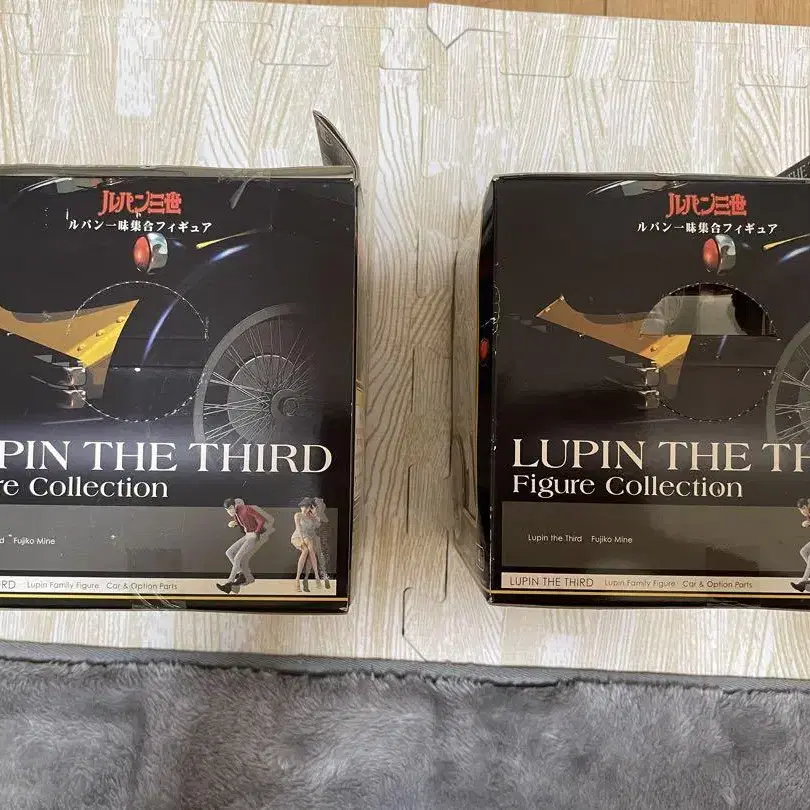 ルパン三世
ルパン一味集合フィギュア
PIN THE THIRD
re Collection
d Fujiko Mine
RD Lupin Family Figure Car & Option Parts
THE
ルパン三世
ルパン一味集合フィギュア
LUPIN THE TH
Figure Collection
Lupin the Third Fujiko Mine
LUPIN THE THIRD Lupin Family Figure Car & Option Parts